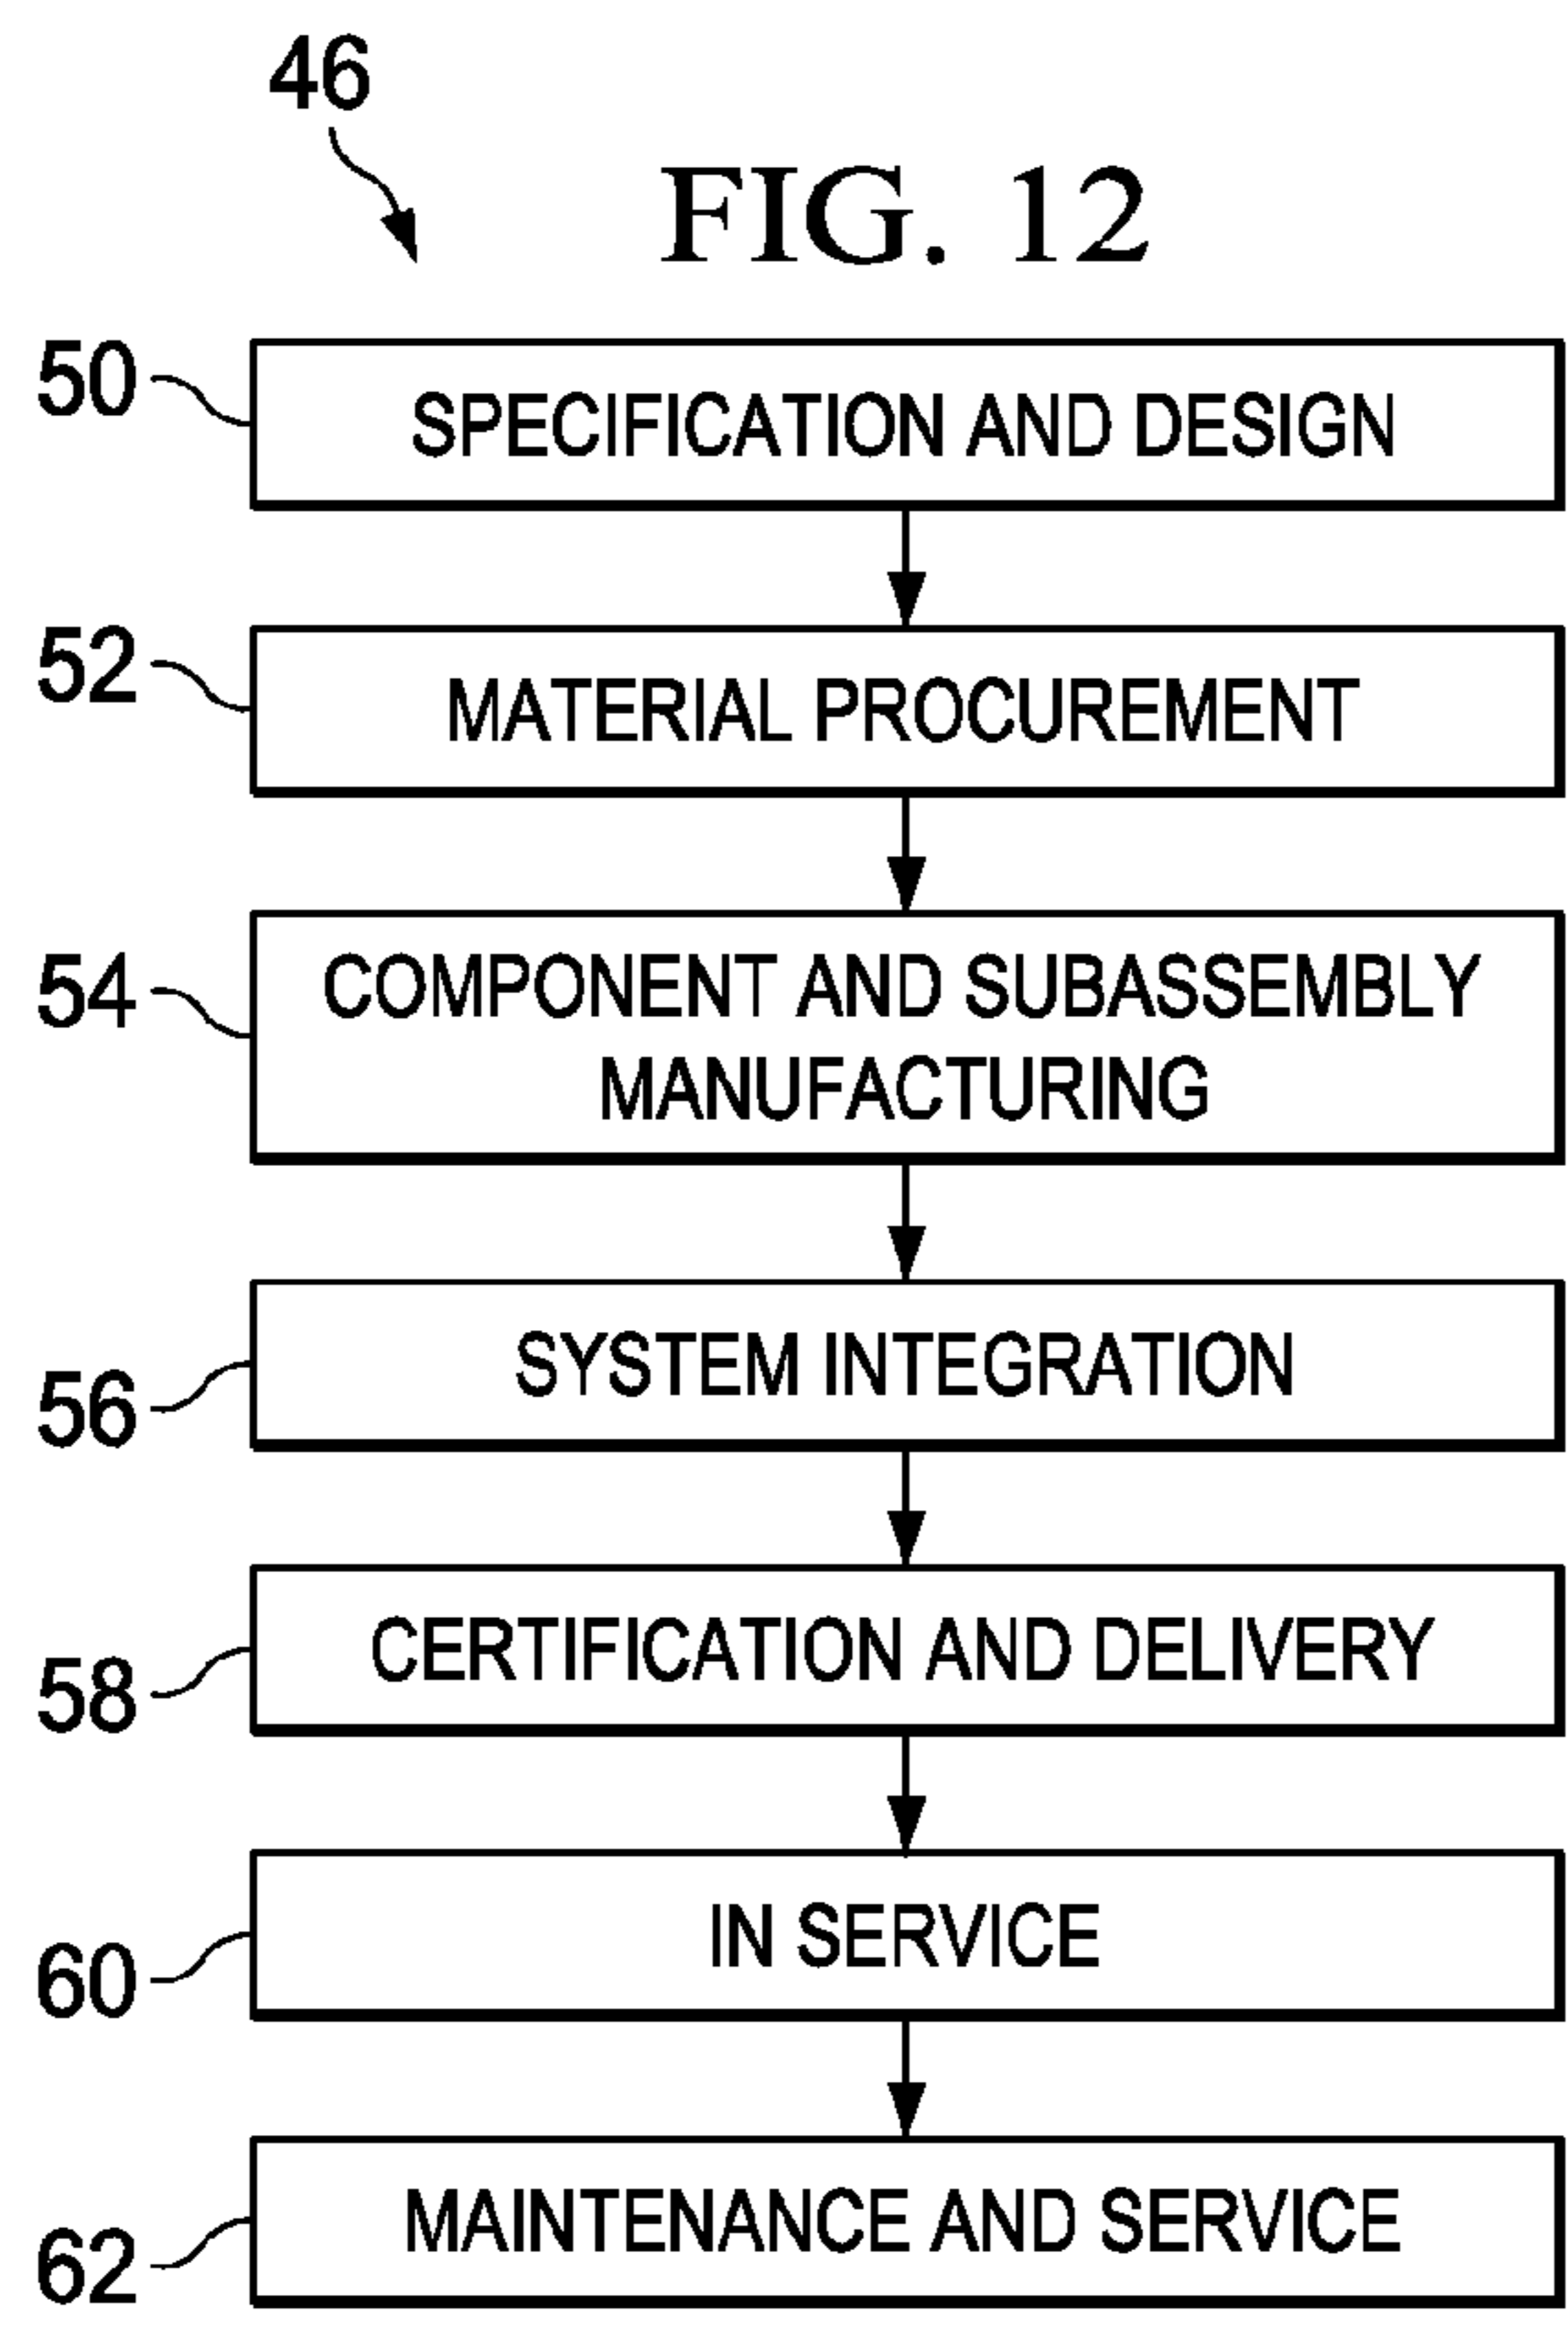 46
FIG. 12
50
SPECIFICATION AND DESIGN
52
MATERIAL PROCUREMENT
54
COMPONENT AND SUBASSEMBLY
MANUFACTURING
56
SYSTEM INTEGRATION
58
CERTIFICATION AND DELIVERY
60
IN SERVICE
62
MAINTENANCE AND SERVICE